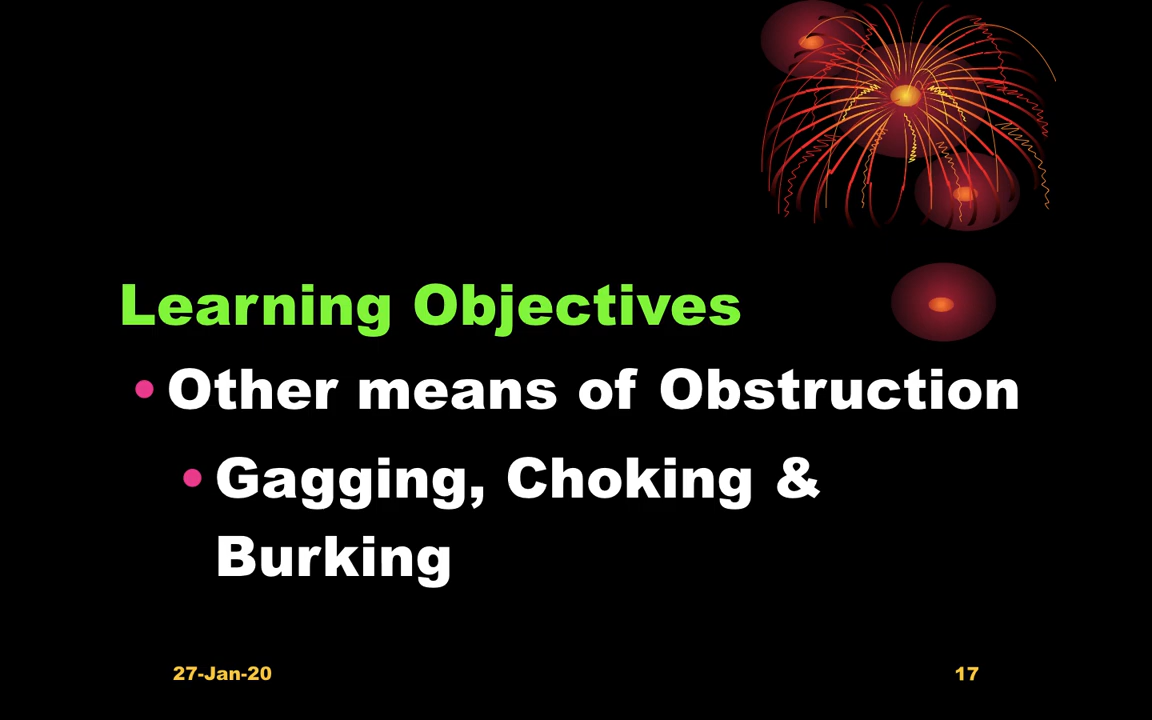 Learning Objectives
• Other means of Obstruction
• Gagging, Choking &
Burking
27-Jan-20
17